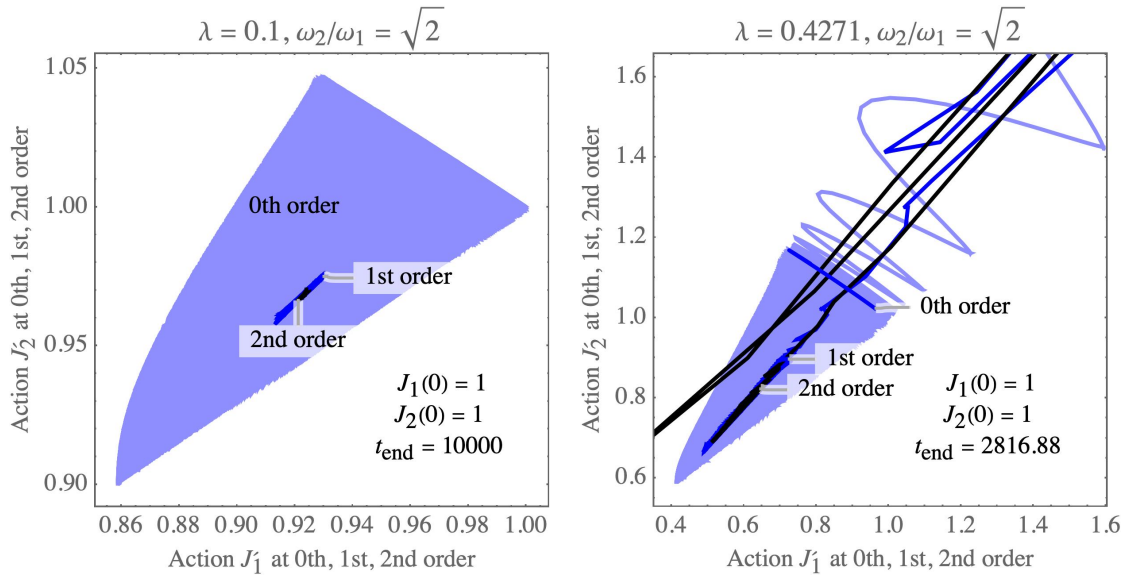 λ = 0.1, ω₂/ω₁ = √2
Action J′₂ at 0th, 1st, 2nd order
1.05
1.00
0.95
0.90
0th order
1st order
2nd order
J₁(0) = 1
J₂(0) = 1
t_end = 10000
0.86 0.88 0.90 0.92 0.94 0.96 0.98 1.00
Action J′₁ at 0th, 1st, 2nd order
λ = 0.4271, ω₂/ω₁ = √2
Action J′₂ at 0th, 1st, 2nd order
1.6
1.4
1.2
1.0
0.8
0.6
0th order
1st order
2nd order
J₁(0) = 1
J₂(0) = 1
t_end = 2816.88
0.4 0.6 0.8 1.0 1.2 1.4 1.6
Action J′₁ at 0th, 1st, 2nd order